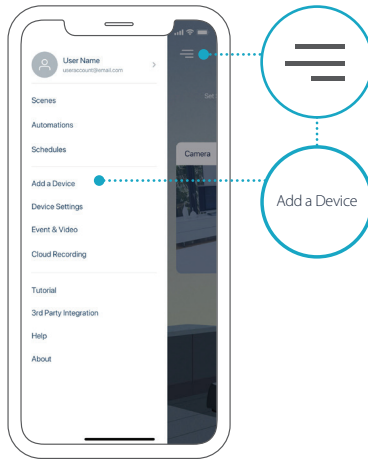 User Name
useraccount@email.com
Scenes
Automations
Schedules
Add a Device
Device Settings
Event & Video
Cloud Recording
Tutorial
3rd Party Integration
Help
About
Set
Camera
Add a Device